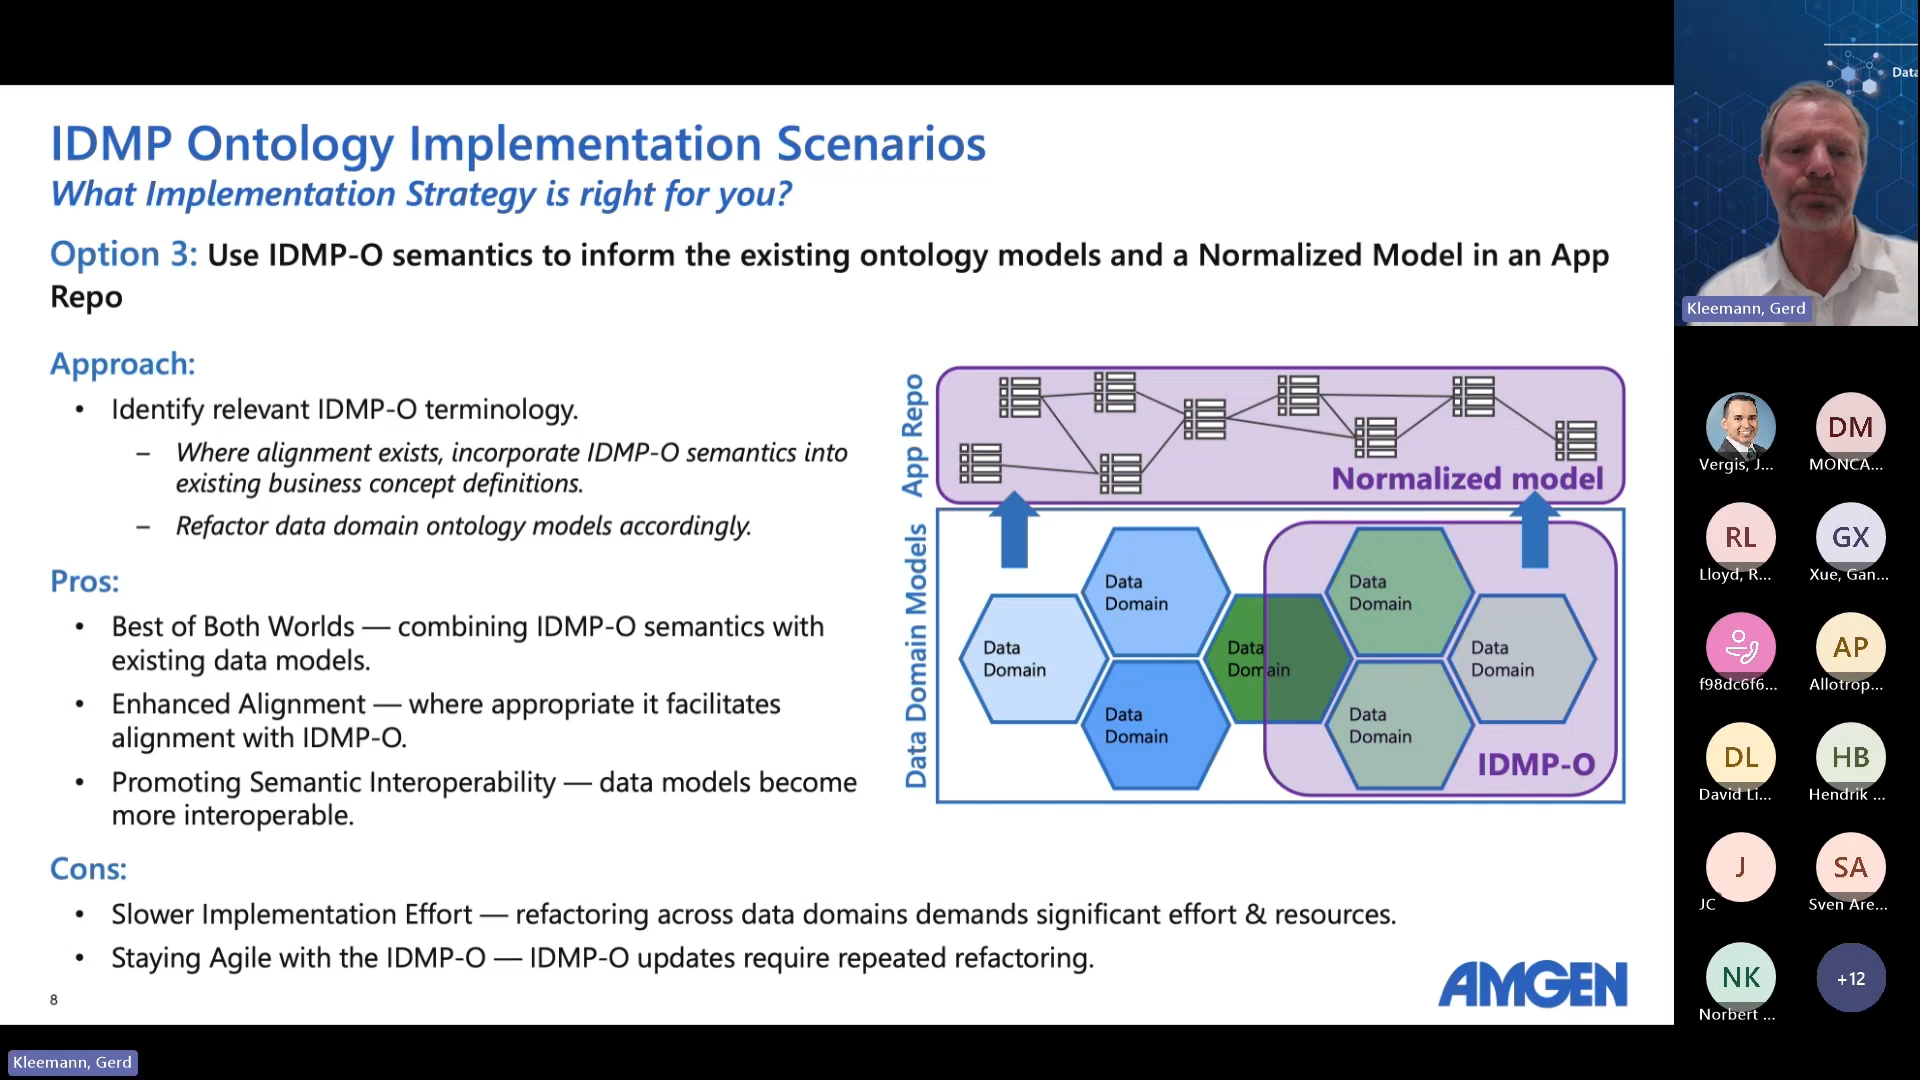 Data
IDMP Ontology Implementation Scenarios
What Implementation Strategy is right for you?
Option 3: Use IDMP-O semantics to inform the existing ontology models and a Normalized Model in an App
Repo
Approach:
• Identify relevant IDMP-O terminology.
– Where alignment exists, incorporate IDMP-O semantics into
existing business concept definitions.
– Refactor data domain ontology models accordingly.
Pros:
• Best of Both Worlds — combining IDMP-O semantics with
existing data models.
• Enhanced Alignment — where appropriate it facilitates
alignment with IDMP-O.
• Promoting Semantic Interoperability — data models become
more interoperable.
Cons:
• Slower Implementation Effort — refactoring across data domains demands significant effort & resources.
• Staying Agile with the IDMP-O — IDMP-O updates require repeated refactoring.
8
App Repo
Normalized model
Data Domain Models
Data
Domain
Data
Domain
Data
Domain
Data
Domain
Data
Domain
Data
Domain
Data
Domain
IDMP-O
AMGEN
Kleemann, Gerd
Kleemann, Gerd
Vergis, J...
DM
MONCA...
RL
Lloyd, R...
GX
Xue, Gan...
f98dc6f6...
AP
Allotrop...
DL
David Li...
HB
Hendrik ...
J
JC
SA
Sven Are...
NK
Norbert ...
+12